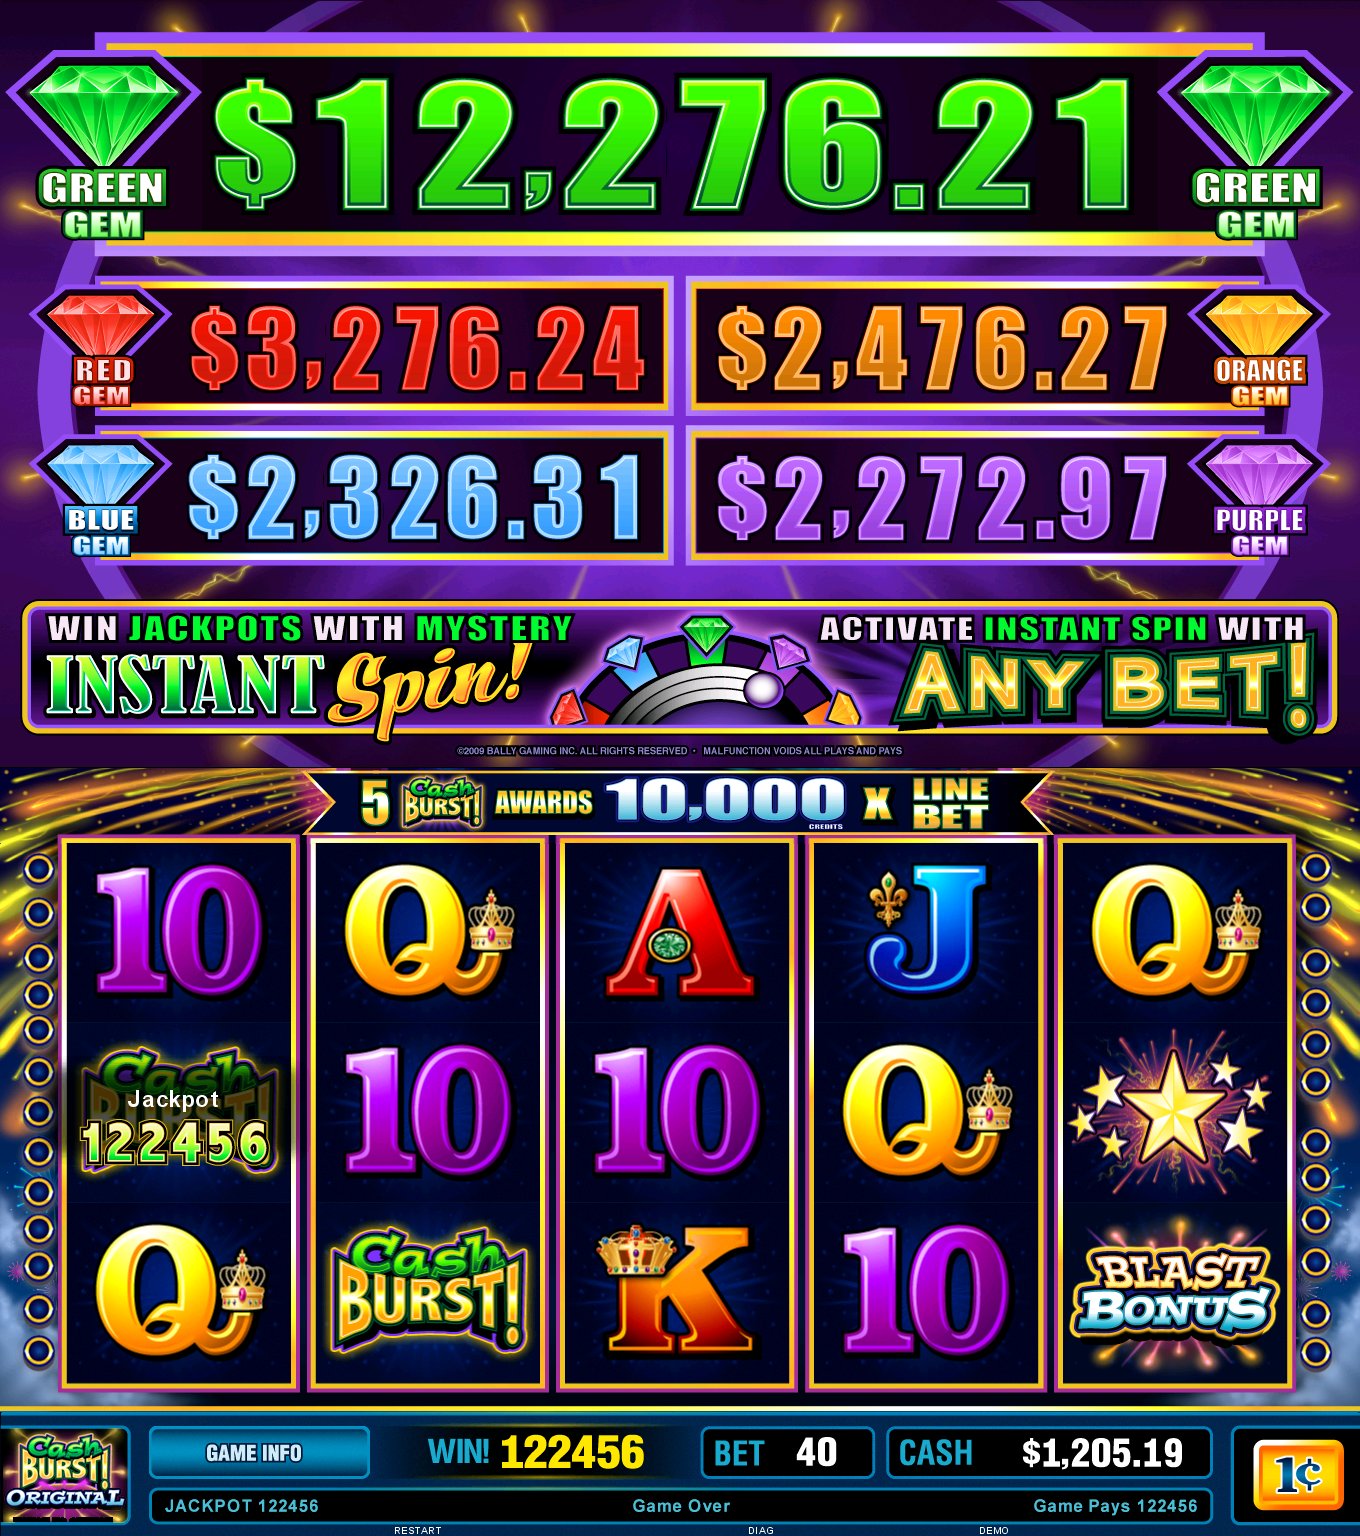 $12,276.21
GREEN GEM
GREEN GEM
$3,276.24
RED GEM
$2,476.27
ORANGE GEM
$2,326.31
BLUE GEM
$2,272.97
PURPLE GEM
WIN JACKPOTS WITH MYSTERY
INSTANT Spin!
ACTIVATE INSTANT SPIN WITH
ANY BET!
©2009 BALLY GAMING INC. ALL RIGHTS RESERVED • MALFUNCTION VOIDS ALL PLAYS AND PAYS
5 Cash BURST! AWARDS 10,000 CREDITS X LINE BET
10 Q A J Q
Cash BURST!
Jackpot
122456
10 10 Q
Q Cash BURST! K 10 BLAST BONUS
Cash BURST! ORIGINAL
GAME INFO
WIN! 122456
BET 40
CASH $1,205.19
1¢
JACKPOT 122456 Game Over Game Pays 122456
RESTART DIAG DEMO